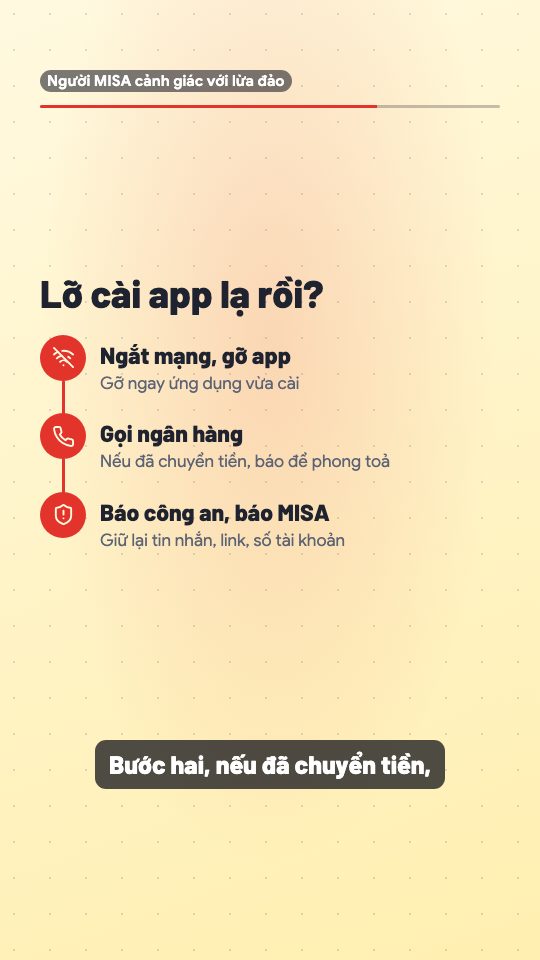 Người MISA cảnh giác với lừa đảo
Lỡ cài app lạ rồi?
Ngắt mạng, gỡ app
Gỡ ngay ứng dụng vừa cài
Gọi ngân hàng
Nếu đã chuyển tiền, báo để phong toả
Báo công an, báo MISA
Giữ lại tin nhắn, link, số tài khoản
Bước hai, nếu đã chuyển tiền,